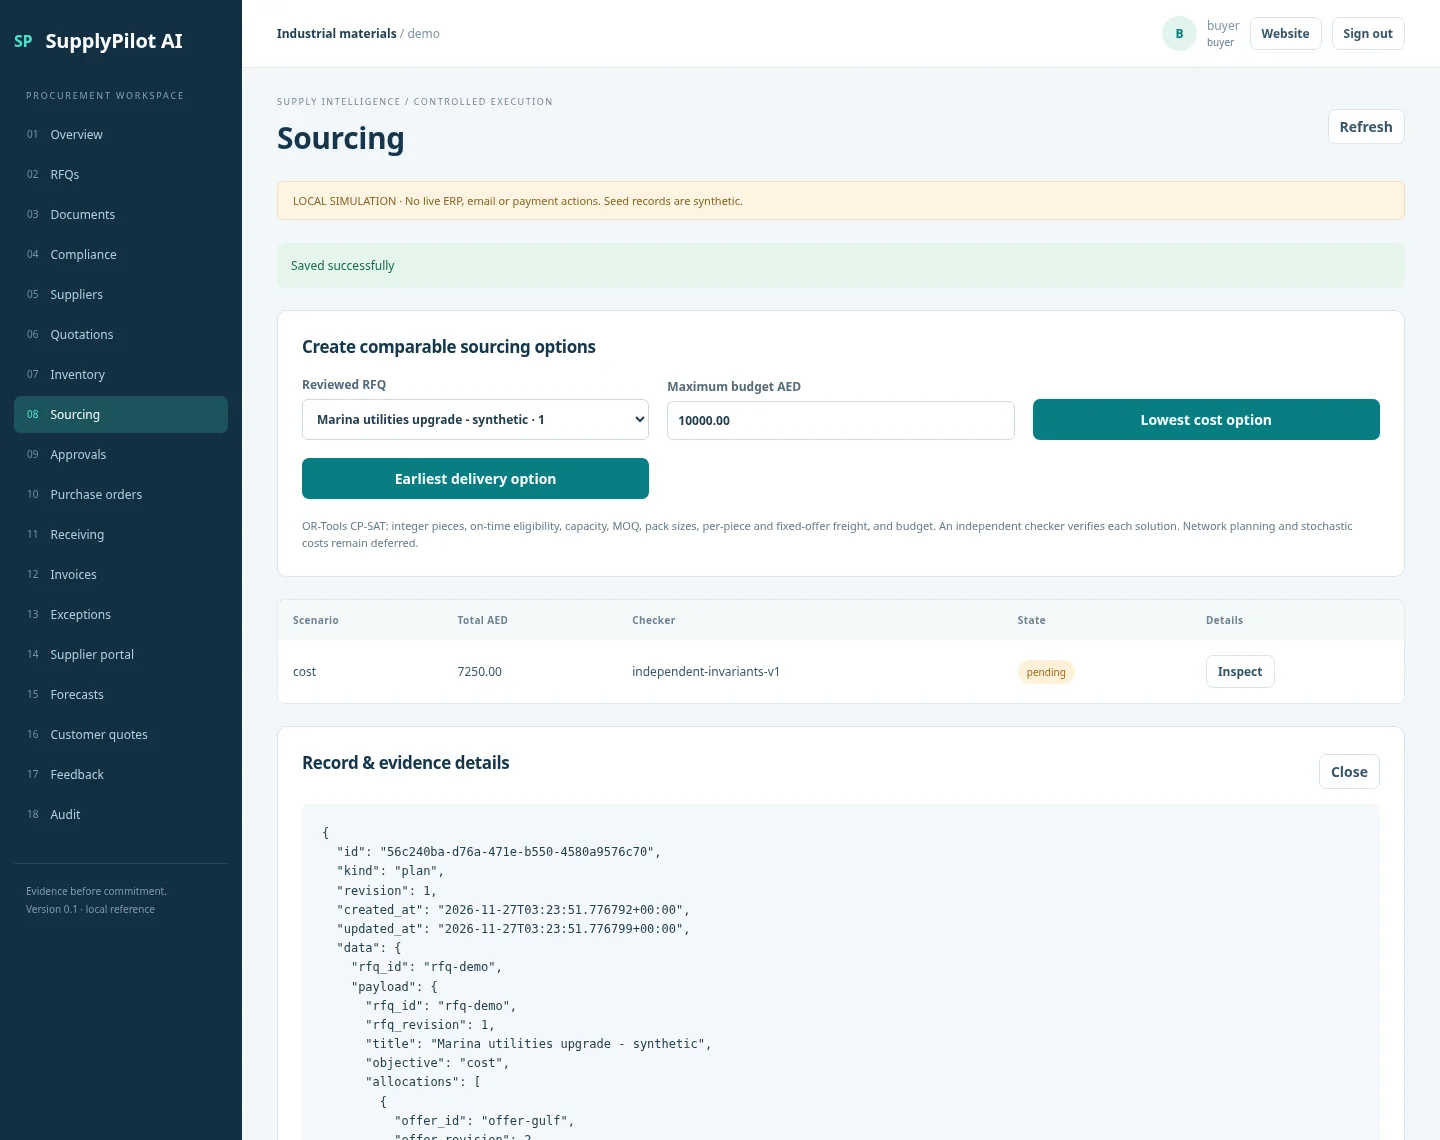 SP SupplyPilot AI
PROCUREMENT WORKSPACE
01 Overview
02 RFQs
03 Documents
04 Compliance
05 Suppliers
06 Quotations
07 Inventory
08 Sourcing
09 Approvals
10 Purchase orders
11 Receiving
12 Invoices
13 Exceptions
14 Supplier portal
15 Forecasts
16 Customer quotes
17 Feedback
18 Audit
Evidence before commitment.
Version 0.1 · local reference
Industrial materials / demo
B
buyer
buyer
Website
Sign out
SUPPLY INTELLIGENCE / CONTROLLED EXECUTION
Sourcing
Refresh
LOCAL SIMULATION · No live ERP, email or payment actions. Seed records are synthetic.
Saved successfully
Create comparable sourcing options
Reviewed RFQ
Marina utilities upgrade - synthetic · 1
Maximum budget AED
10000.00
Lowest cost option
Earliest delivery option
OR-Tools CP-SAT: integer pieces, on-time eligibility, capacity, MOQ, pack sizes, per-piece and fixed-offer freight, and budget. An independent checker verifies each solution. Network planning and stochastic
costs remain deferred.
Scenario Total AED Checker State Details
cost 7250.00 independent-invariants-v1 pending Inspect
Record & evidence details
Close
{
"id": "56c240ba-d76a-471e-b550-4580a9576c70",
"kind": "plan",
"revision": 1,
"created_at": "2026-11-27T03:23:51.776792+00:00",
"updated_at": "2026-11-27T03:23:51.776799+00:00",
"data": {
"rfq_id": "rfq-demo",
"payload": {
"rfq_id": "rfq-demo",
"rfq_revision": 1,
"title": "Marina utilities upgrade - synthetic",
"objective": "cost",
"allocations": [
{
"offer_id": "offer-gulf",
"offer_revision": 2